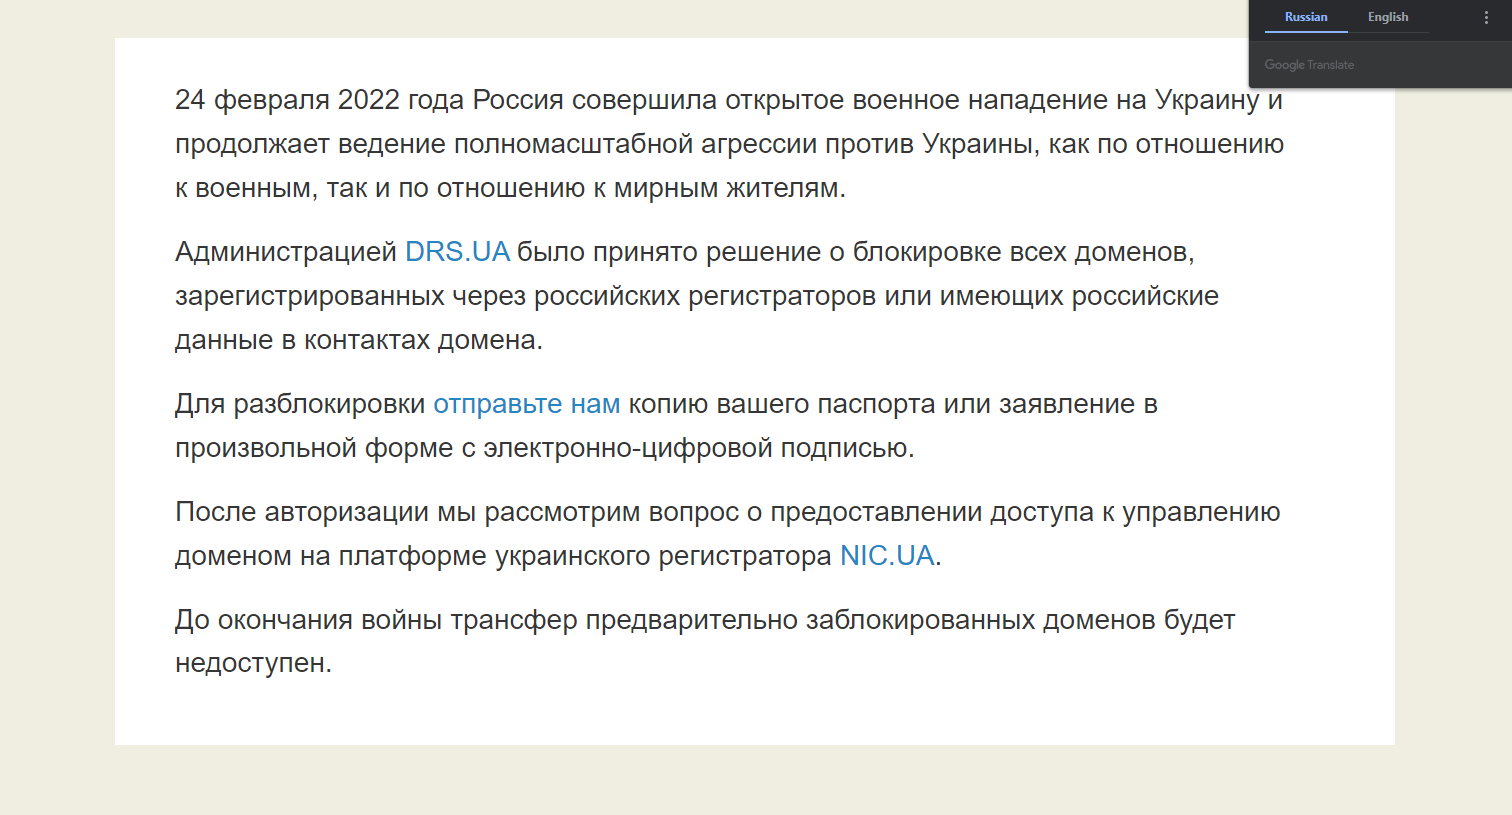 Russian English
Google Translate
24 февраля 2022 года Россия совершила открытое военное нападение на Украину и
продолжает ведение полномасштабной агрессии против Украины, как по отношению
к военным, так и по отношению к мирным жителям.
Администрацией DRS.UA было принято решение о блокировке всех доменов,
зарегистрированных через российских регистраторов или имеющих российские
данные в контактах домена.
Для разблокировки отправьте нам копию вашего паспорта или заявление в
произвольной форме с электронно-цифровой подписью.
После авторизации мы рассмотрим вопрос о предоставлении доступа к управлению
доменом на платформе украинского регистратора NIC.UA.
До окончания войны трансфер предварительно заблокированных доменов будет
недоступен.